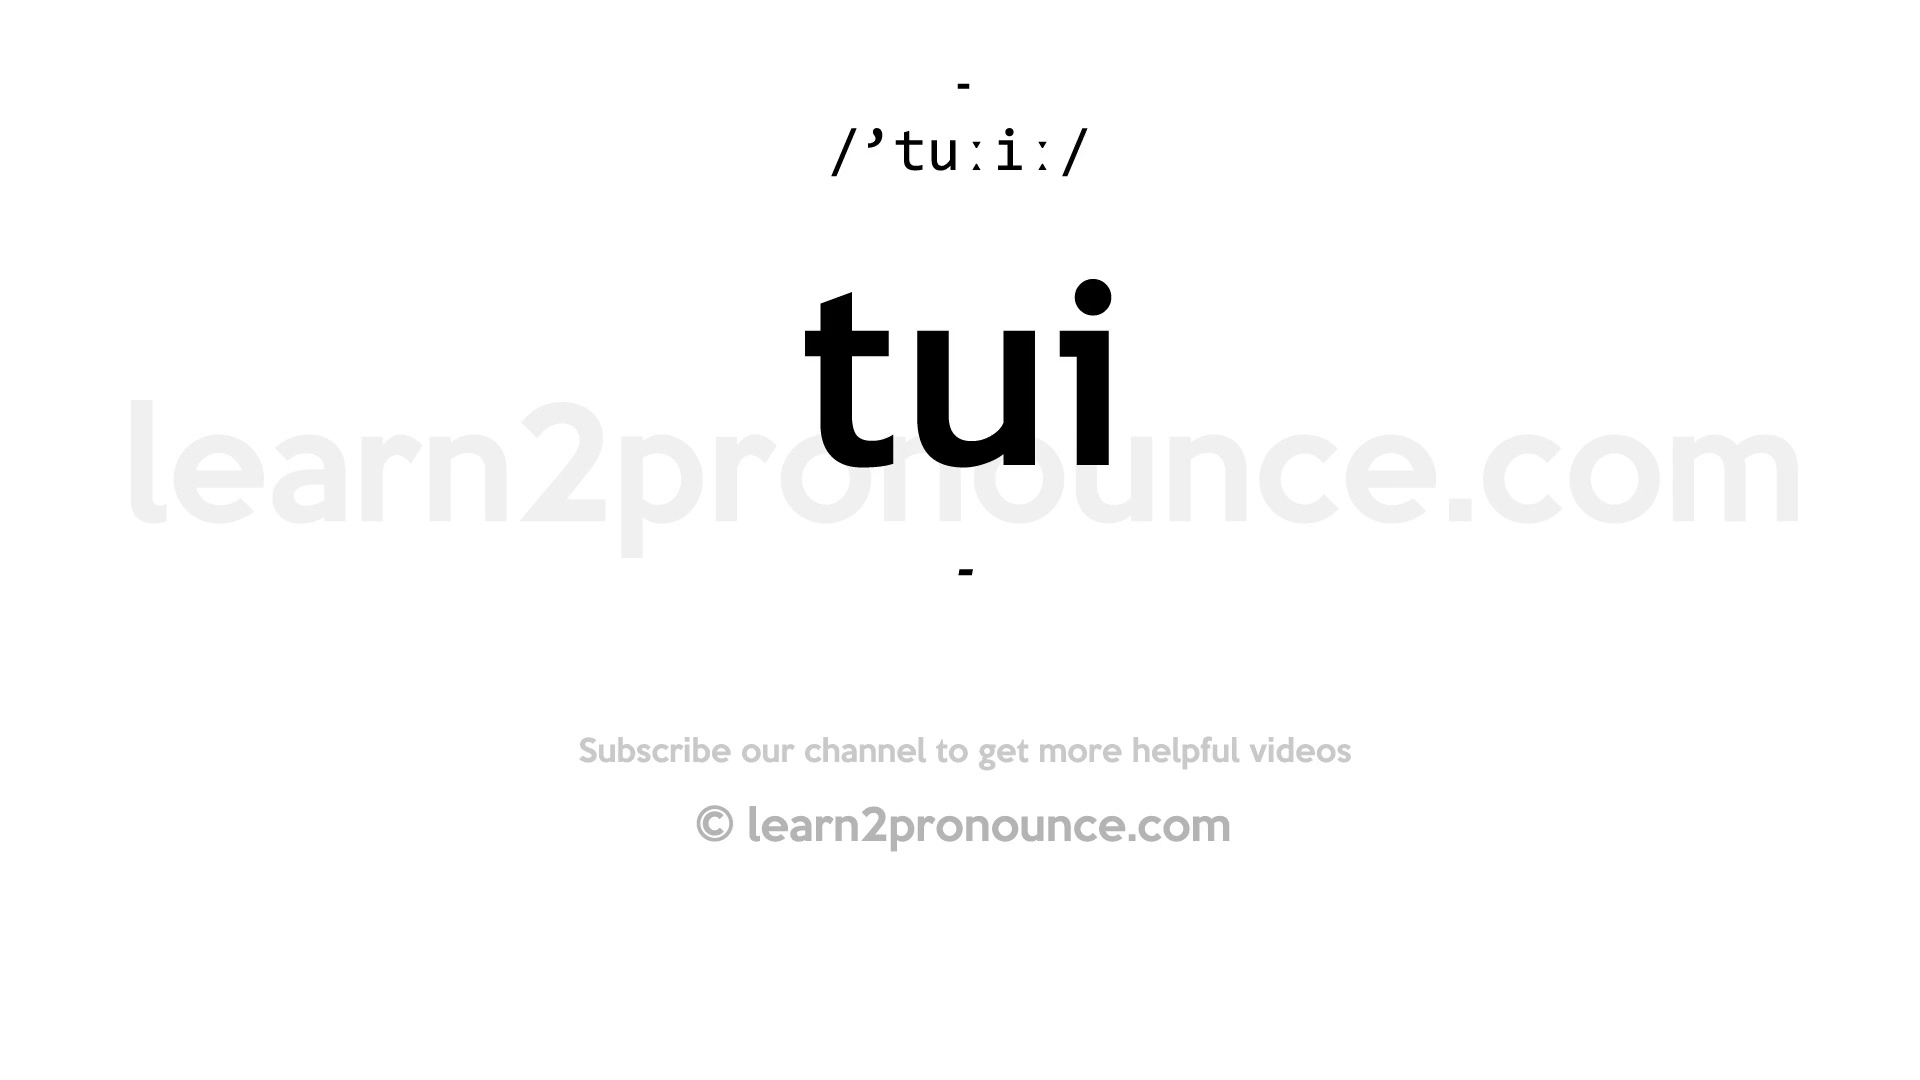 -
/’tuːiː/
tui
learn2pronounce.com
-
Subscribe our channel to get more helpful videos
© learn2pronounce.com